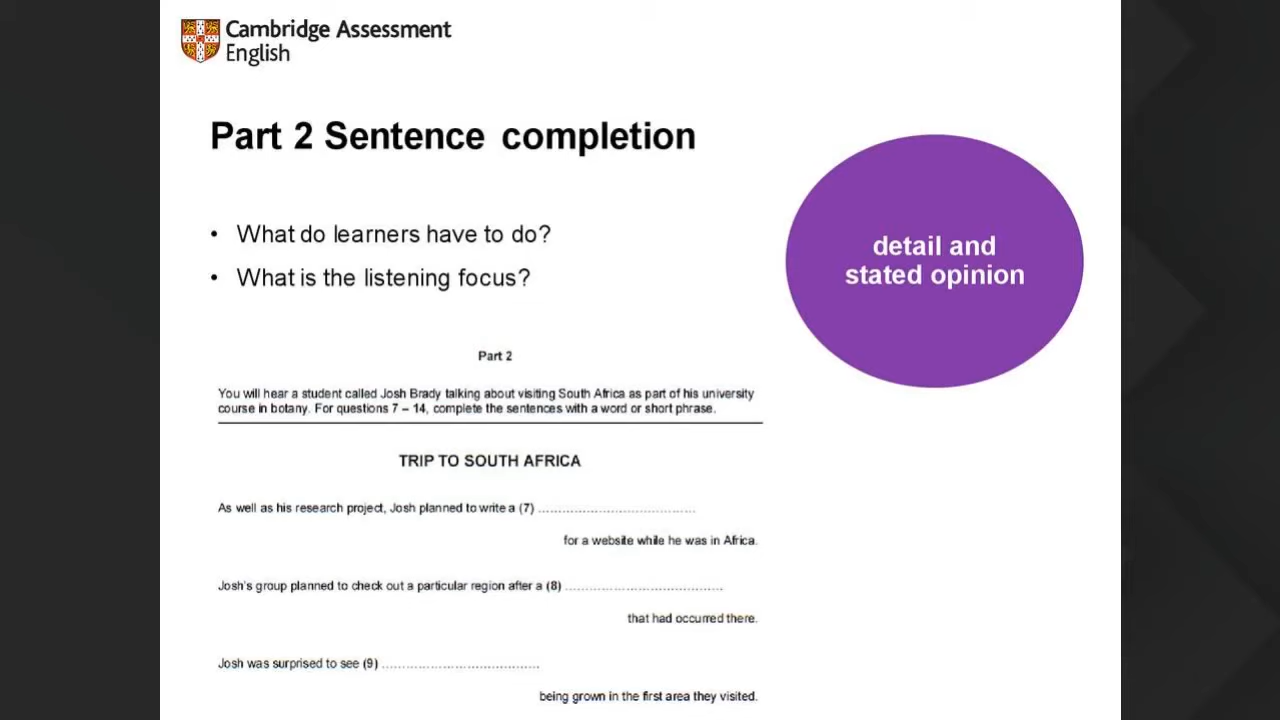 Cambridge Assessment
English
Part 2 Sentence completion
• What do learners have to do?
• What is the listening focus?
detail and
stated opinion
Part 2
You will hear a student called Josh Brady talking about visiting South Africa as part of his university
course in botany. For questions 7 – 14, complete the sentences with a word or short phrase.
TRIP TO SOUTH AFRICA
As well as his research project, Josh planned to write a (7) ……………………………………
for a website while he was in Africa.
Josh's group planned to check out a particular region after a (8) ……………………………………
that had occurred there.
Josh was surprised to see (9) ……………………………………
being grown in the first area they visited.